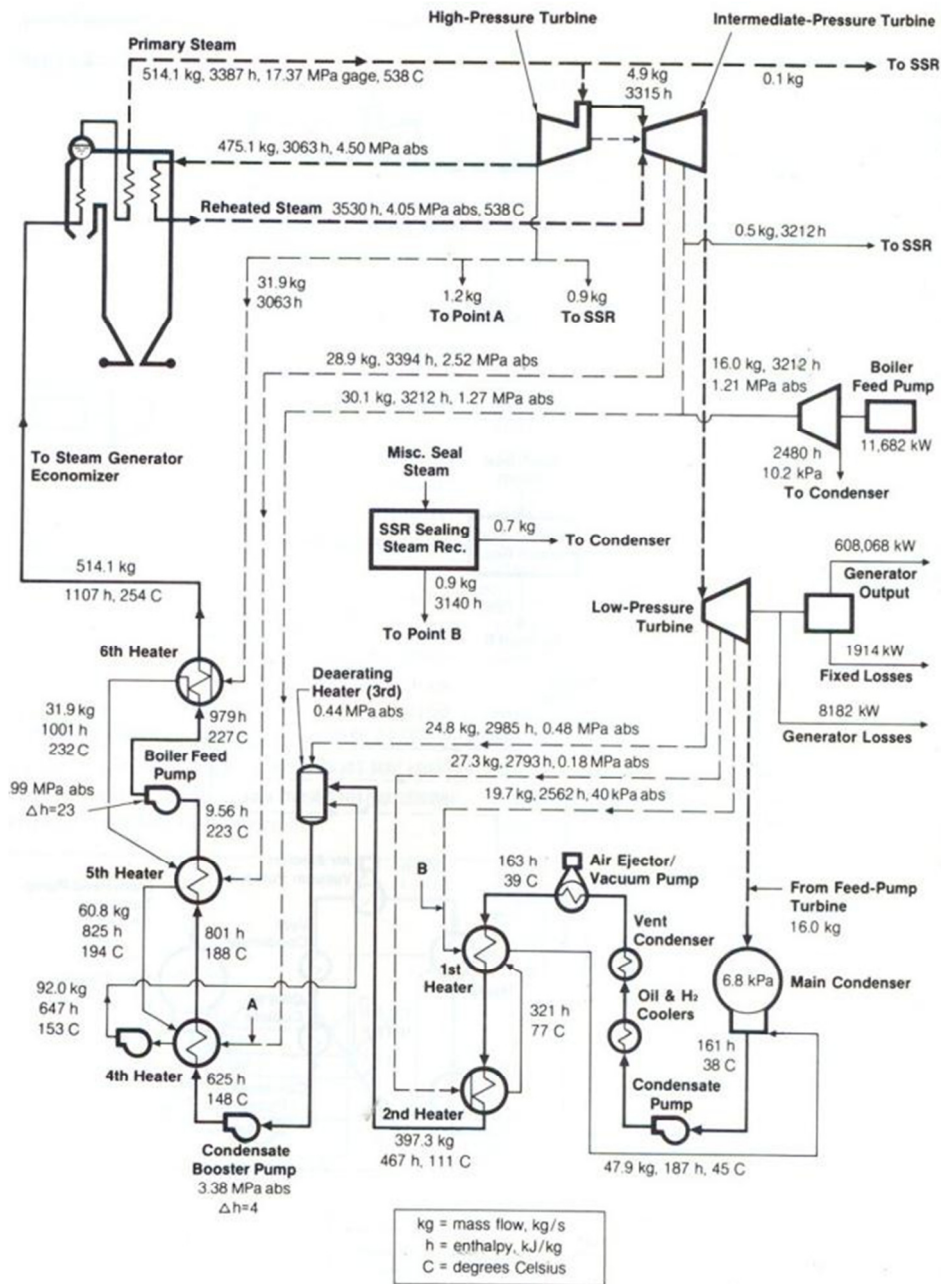 High-Pressure Turbine
Intermediate-Pressure Turbine
Primary Steam
514.1 kg, 3387 h, 17.37 MPa gage, 538 C
4.9 kg
3315 h
0.1 kg
To SSR
475.1 kg, 3063 h, 4.50 MPa abs
Reheated Steam 3530 h, 4.05 MPa abs, 538 C
0.5 kg, 3212 h
To SSR
31.9 kg
3063 h
1.2 kg
To Point A
0.9 kg
To SSR
28.9 kg, 3394 h, 2.52 MPa abs
16.0 kg, 3212 h
1.21 MPa abs
Boiler
Feed Pump
30.1 kg, 3212 h, 1.27 MPa abs
11,682 kW
2480 h
10.2 kPa
To Condenser
To Steam Generator
Economizer
Misc. Seal
Steam
SSR Sealing
Steam Rec.
0.7 kg
To Condenser
0.9 kg
3140 h
To Point B
514.1 kg
1107 h, 254 C
608,068 kW
Generator
Output
Low-Pressure
Turbine
1914 kW
Fixed Losses
8182 kW
Generator Losses
6th Heater
Deaerating
Heater (3rd)
0.44 MPa abs
31.9 kg
1001 h
232 C
979 h
227 C
24.8 kg, 2985 h, 0.48 MPa abs
Boiler Feed
Pump
27.3 kg, 2793 h, 0.18 MPa abs
.99 MPa abs
△h=23
19.7 kg, 2562 h, 40 kPa abs
9.56 h
223 C
163 h
39 C
Air Ejector/
Vacuum Pump
B
5th Heater
From Feed-Pump
Turbine
16.0 kg
60.8 kg
825 h
194 C
801 h
188 C
Vent
Condenser
1st
Heater
6.8 kPa
Main Condenser
92.0 kg
647 h
153 C
A
321 h
77 C
Oil & H2
Coolers
161 h
38 C
4th Heater
625 h
148 C
2nd Heater
Condensate
Pump
397.3 kg
467 h, 111 C
47.9 kg, 187 h, 45 C
Condensate
Booster Pump
3.38 MPa abs
△h=4
kg = mass flow, kg/s
h = enthalpy, kJ/kg
C = degrees Celsius